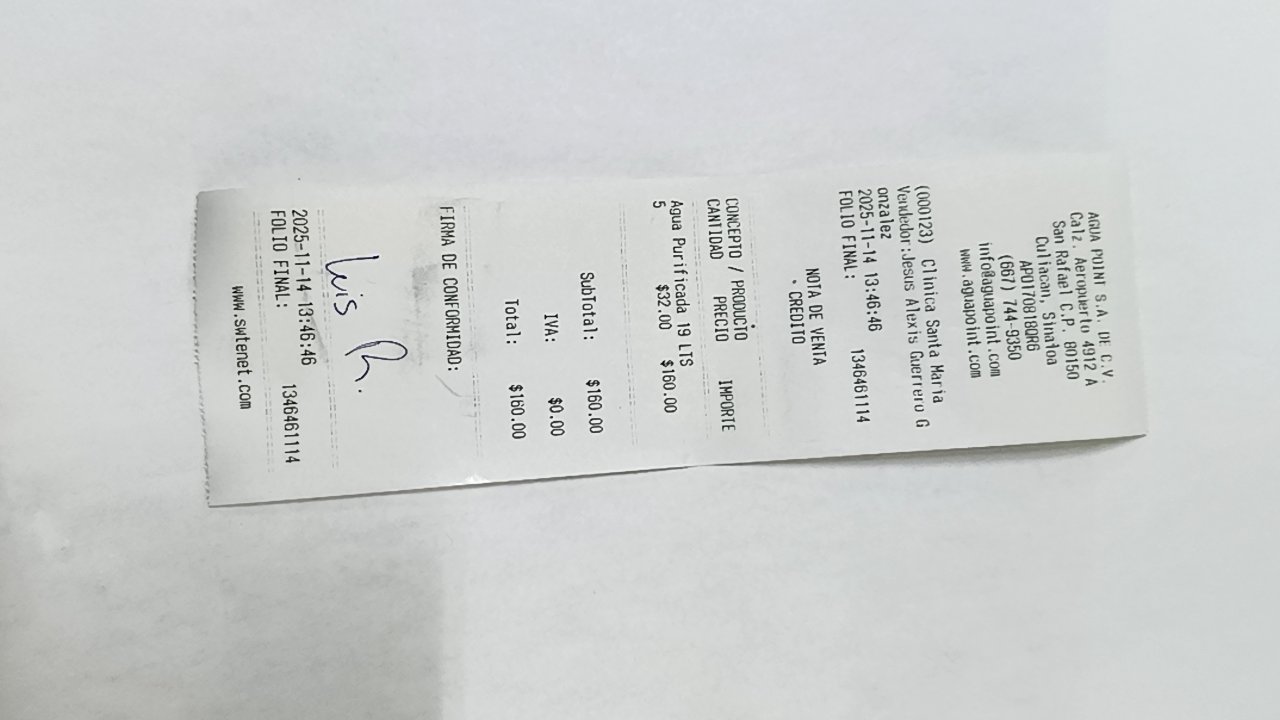 AGUA POINT S.A. DE C.V.
Calz. Aeropuerto 4912 A
San Rafael C.P. 80150
Culiacan, Sinaloa
APO170818QR6
(667) 744-9350
info@aguapoint.com
www.aguapoint.com
(000123) Clinica Santa Maria
Vendedor:Jesus Alexis Guerrero G
onzalez
2025-11-14 13:46:46
FOLIO FINAL: 1346461114
NOTA DE VENTA
. CREDITO
CONCEPTO / PRODUCTO
CANTIDAD PRECIO IMPORTE
Agua Purificada 19 LTS
5 $32.00 $160.00
SubTotal: $160.00
IVA: $0.00
Total: $160.00
FIRMA DE CONFORMIDAD:
Luis R.
2025-11-14 13:46:46
FOLIO FINAL: 1346461114
www.swtenet.com